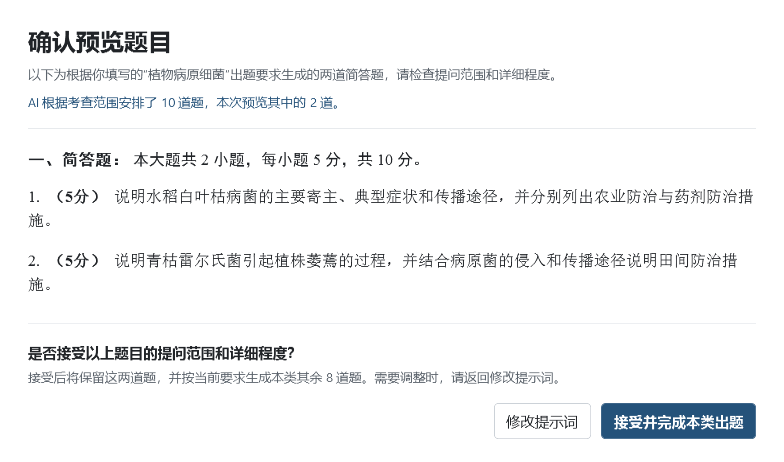 确认预览题目
以下为根据你填写的“植物病原细菌”出题要求生成的两道简答题，请检查提问范围和详细程度。
AI 根据考查范围安排了 10 道题，本次预览其中的 2 道。
一、简答题： 本大题共 2 小题，每小题 5 分，共 10 分。
1. （5分） 说明水稻白叶枯病菌的主要寄主、典型症状和传播途径，并分别列出农业防治与药剂防治措
施。
2. （5分） 说明青枯雷尔氏菌引起植株萎蔫的过程，并结合病原菌的侵入和传播途径说明田间防治措
施。
是否接受以上题目的提问范围和详细程度？
接受后将保留这两道题，并按当前要求生成本类其余 8 道题。需要调整时，请返回修改提示词。
修改提示词
接受并完成本类出题